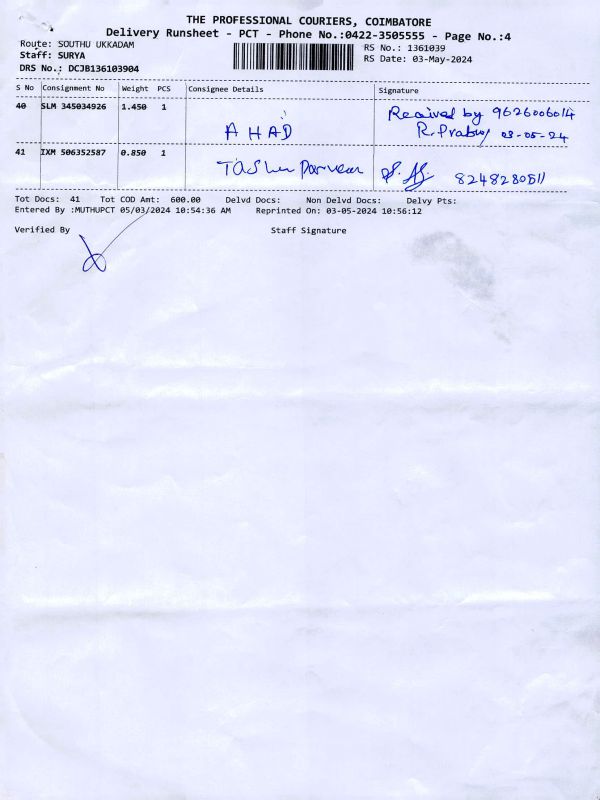 THE PROFESSIONAL COURIERS, COIMBATORE
Delivery Runsheet - PCT - Phone No.:0422-3505555 - Page No.:4
Route: SOUTHU UKKADAM RS No.: 1361039
Staff: SURYA RS Date: 03-May-2024
DRS No.: DCJB136103904
S No Consignment No Weight PCS Consignee Details Signature
40 SLM 345034926 1.450 1 AHAD Recived by 9626006014
R. Prabu 03-05-24
41 IXM 506352587 0.850 1 8248280511
Tot Docs: 41 Tot COD Amt: 600.00 Delvd Docs: Non Delvd Docs: Delvy Pts:
Entered By :MUTHUPCT 05/03/2024 10:54:36 AM Reprinted On: 03-05-2024 10:56:12
Verified By Staff Signature